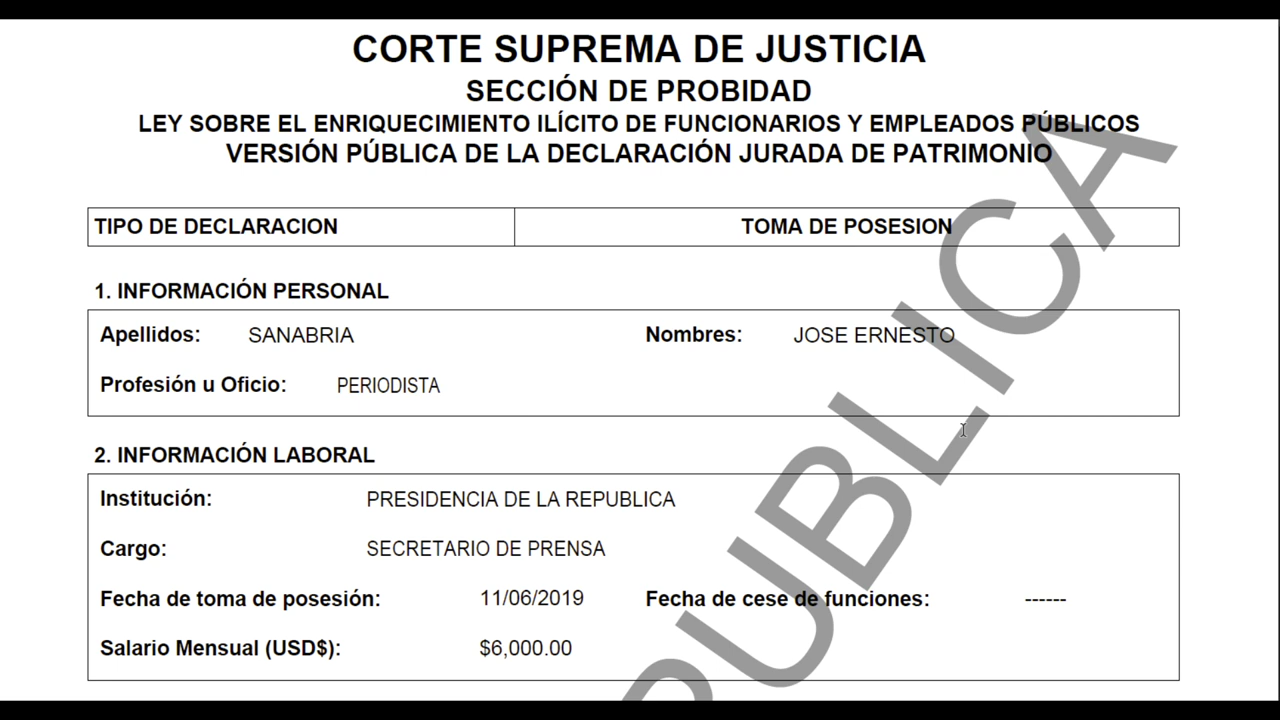 CORTE SUPREMA DE JUSTICIA
SECCIÓN DE PROBIDAD
LEY SOBRE EL ENRIQUECIMIENTO ILÍCITO DE FUNCIONARIOS Y EMPLEADOS PÚBLICOS
VERSIÓN PÚBLICA DE LA DECLARACIÓN JURADA DE PATRIMONIO
TIPO DE DECLARACION TOMA DE POSESION
1. INFORMACIÓN PERSONAL
Apellidos: SANABRIA Nombres: JOSE ERNESTO
Profesión u Oficio: PERIODISTA
2. INFORMACIÓN LABORAL
Institución: PRESIDENCIA DE LA REPUBLICA
Cargo: SECRETARIO DE PRENSA
Fecha de toma de posesión: 11/06/2019 Fecha de cese de funciones: ------
Salario Mensual (USD$): $6,000.00
PUBLICA